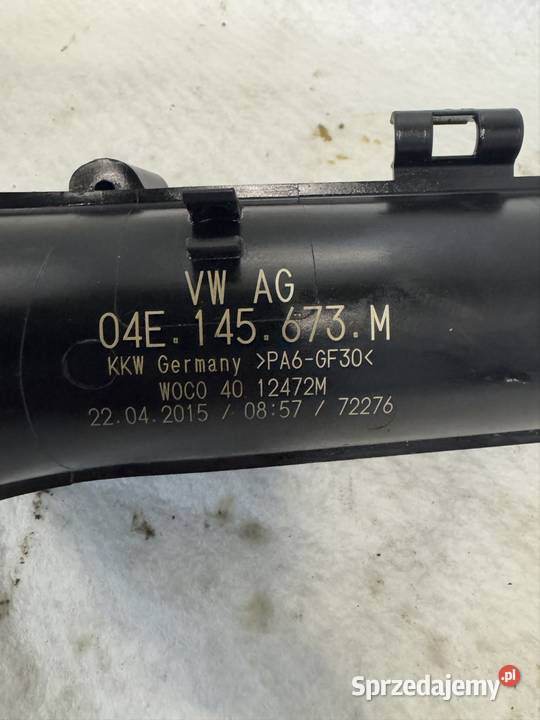 VW AG
04E.145.673.M
KKW Germany >PA6-GF30<
WOCO 40 12472M
22.04.2015 / 08:57 / 72276
Sprzedajemy.pl